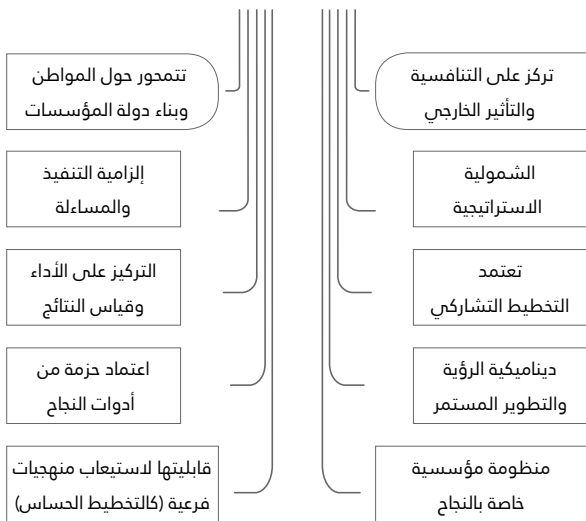 تركز على التنافسية
والتأثير الخارجي
تتمحور حول المواطن
وبناء دولة المؤسسات
الشمولية
الاستراتيجية
إلزامية التنفيذ
والمساءلة
تعتمد
التخطيط التشاركي
التركيز على الأداء
وقياس النتائج
ديناميكية الرؤية
والتطوير المستمر
اعتماد حزمة من
أدوات النجاح
منظومة مؤسسية
خاصة بالنجاح
قابليتها لاستيعاب منهجيات
فرعية (كالتخطيط الحساس)